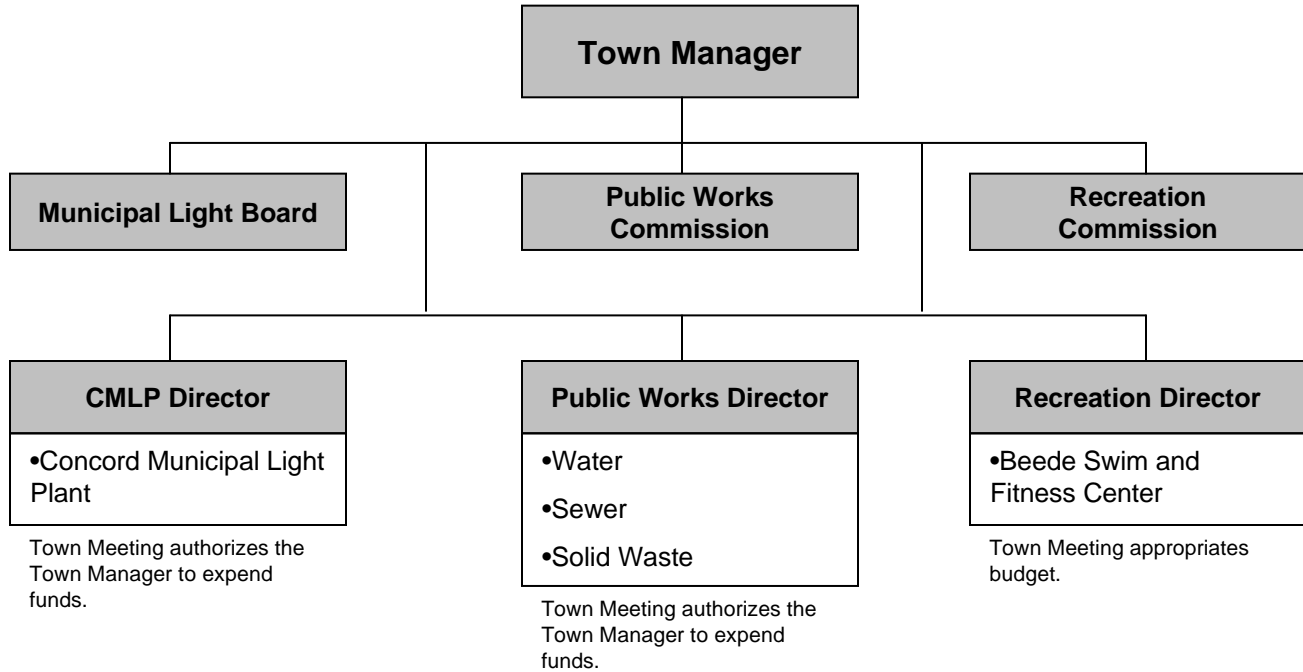 Town Manager
Municipal Light Board
Public Works
Commission
Recreation
Commission
CMLP Director
•Concord Municipal Light
Plant
Town Meeting authorizes the
Town Manager to expend
funds.
Public Works Director
•Water
•Sewer
•Solid Waste
Town Meeting authorizes the
Town Manager to expend
funds.
Recreation Director
•Beede Swim and
Fitness Center
Town Meeting appropriates
budget.